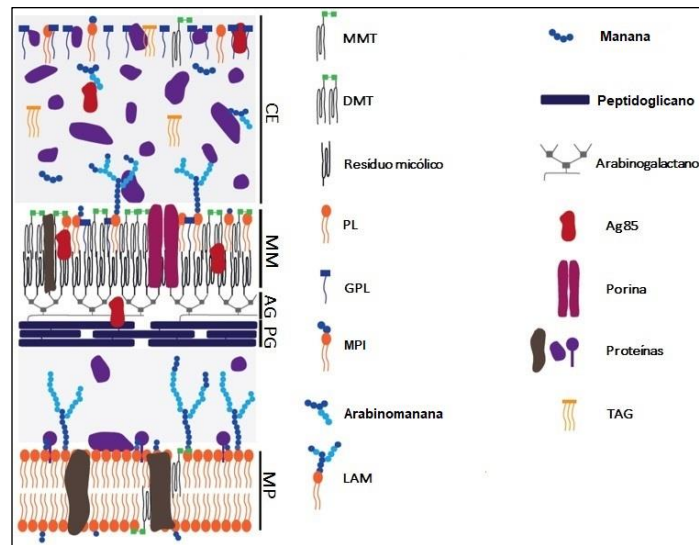 CE
MM
AG
PG
MP
MMT
DMT
Resíduo micólico
PL
GPL
MPI
Arabinomanana
LAM
Manana
Peptidoglicano
Arabinogalactano
Ag85
Porina
Proteínas
TAG